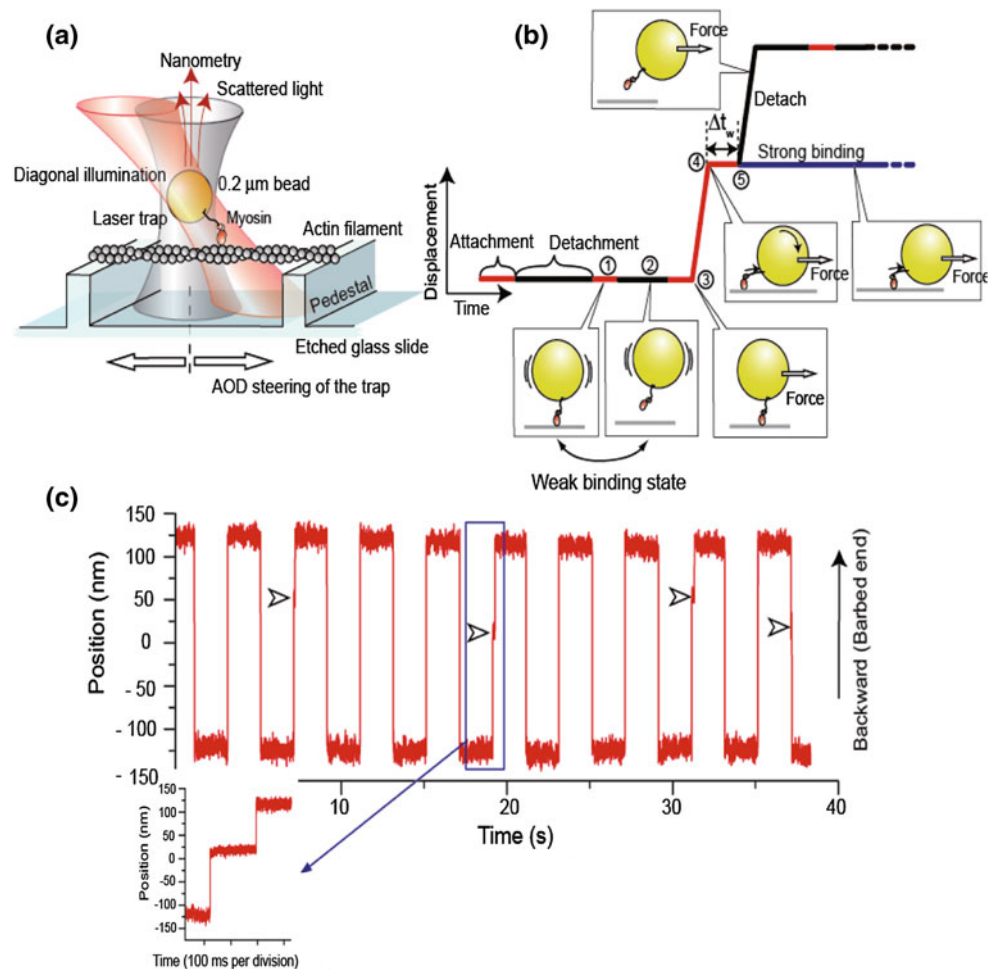 (a)
Nanometry
Scattered light
Diagonal illumination
0.2 μm bead
Laser trap
Myosin
Actin filament
Pedestal
Etched glass slide
AOD steering of the trap
(b)
Force
Detach
Δtw
④
Strong binding
⑤
Displacement
Attachment
Detachment
①
②
③
Time
Force
Force
Force
Weak binding state
(c)
150
100
50
0
- 50
- 100
- 150
Position (nm)
Backward (Barbed end)
10
20
30
40
Time (s)
150
100
50
0
-50
-100
-150
Position (nm)
Time (100 ms per division)